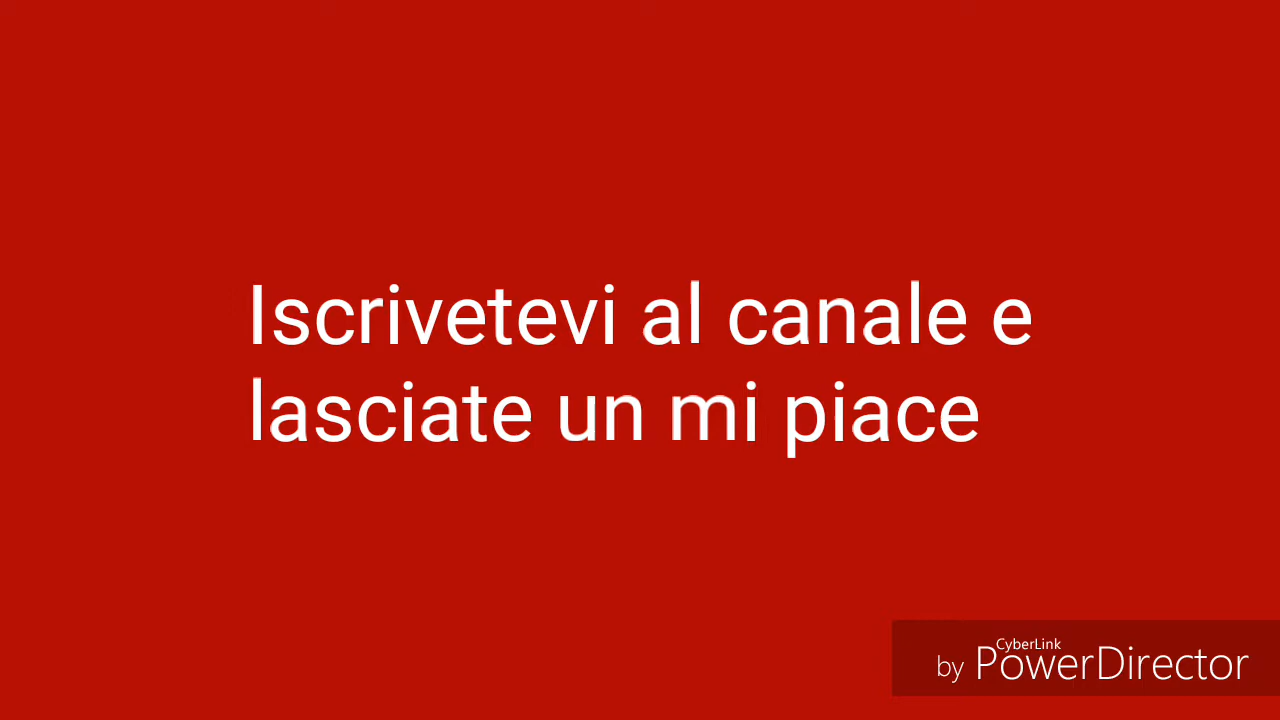 Iscrivetevi al canale e
lasciate un mi piace
CyberLink
by PowerDirector